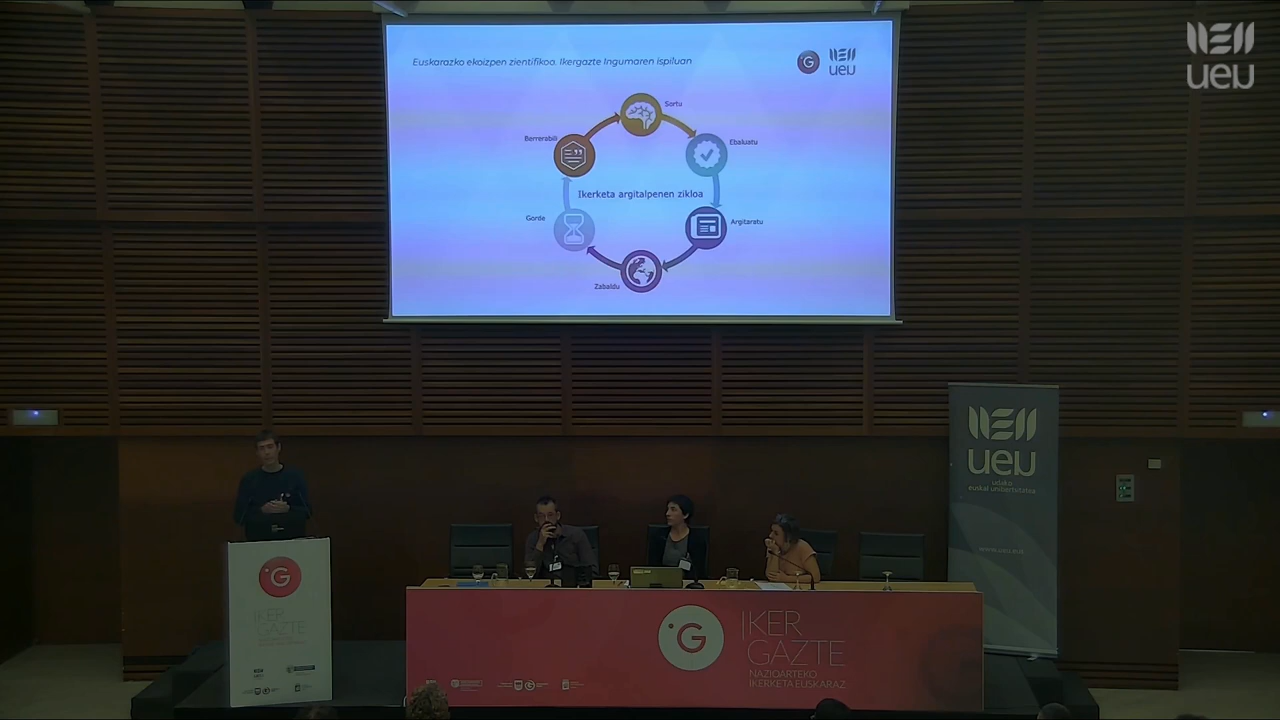 Euskarazko ekoizpen zientifikoa. Ikergazte Ingumaren ispiluan
G
ueu
ueu
Sortu
Berrerabili
Ebaluatu
Ikerketa argitalpenen zikloa
Gorde
Argitaratu
Zabaldu
ueu
udako
euskal unibertsitatea
G
IKER
GAZTE
G
IKER
GAZTE
NAZIOARTEKO
IKERKETA EUSKARAZ